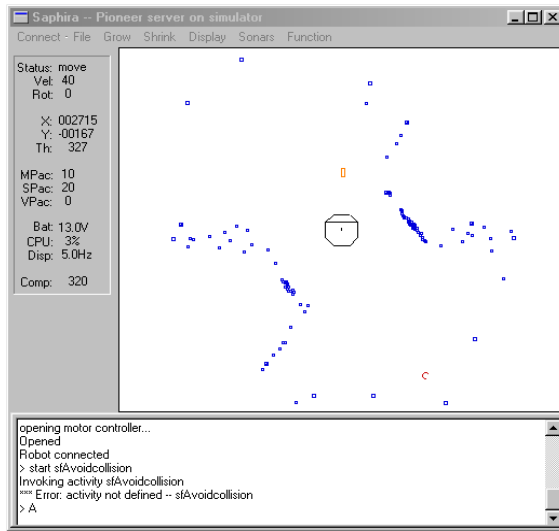 Saphira -- Pioneer server on simulator
Connect - File Grow Shrink Display Sonars Function
Status: move
Vel: 40
Rot: 0
X: 002715
Y: -00167
Th: 327
MPac: 10
SPac: 20
VPac: 0
Bat: 13.0V
CPU: 3%
Disp: 5.0Hz
Comp: 320
opening motor controller...
Opened
Robot connected
> start sfAvoidcollision
Invoking activity sfAvoidcollision
*** Error: activity not defined -- sfAvoidcollision
> A